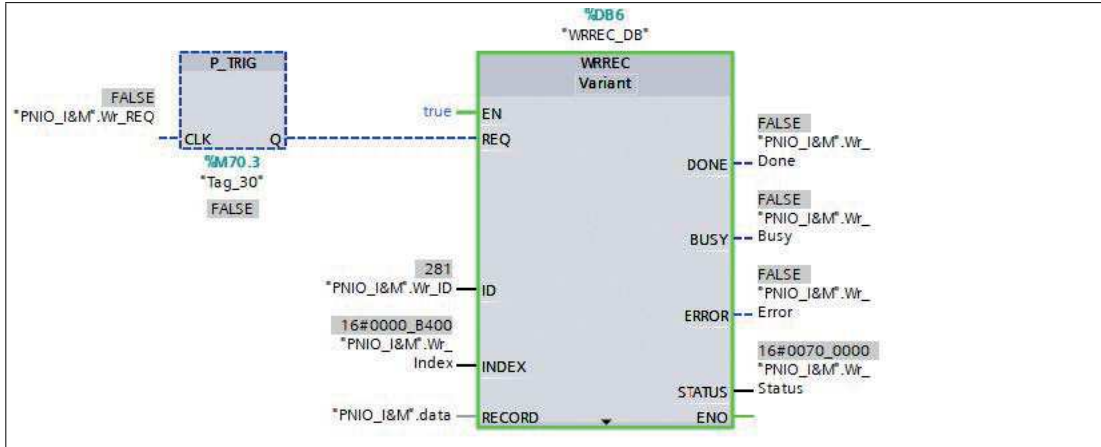 %DB6
"WRREC_DB"
P_TRIG
WRREC
Variant
FALSE
"PNIO_I&M".Wr_REQ
true
EN
CLK
Q
REQ
%M70.3
"Tag_30"
FALSE
FALSE
"PNIO_I&M".Wr_
DONE
Done
FALSE
"PNIO_I&M".Wr_
BUSY
Busy
281
"PNIO_I&M".Wr_ID
ID
FALSE
"PNIO_I&M".Wr_
ERROR
Error
16#0000_B400
"PNIO_I&M".Wr_
Index
INDEX
16#0070_0000
"PNIO_I&M".Wr_
STATUS
Status
"PNIO_I&M".data
RECORD
ENO